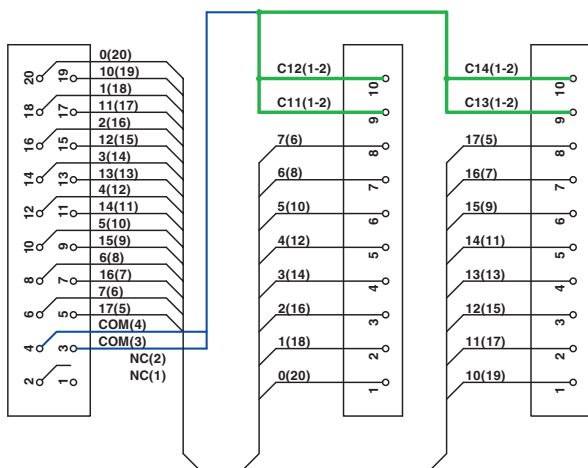 0(20)
20 19 10(19)
1(18)
18 17 11(17)
2(16)
16 15 12(15)
3(14)
14 13 13(13)
4(12)
12 11 14(11)
5(10)
10 9 15(9)
6(8)
8 7 16(7)
7(6)
6 5 17(5)
COM(4)
4 3 COM(3)
NC(2)
2 1 NC(1)
C12(1-2) 10
C11(1-2) 9
7(6) 8
6(8) 7
5(10) 6
4(12) 5
3(14) 4
2(16) 3
1(18) 2
0(20) 1
C14(1-2) 10
C13(1-2) 9
17(5) 8
16(7) 7
15(9) 6
14(11) 5
13(13) 4
12(15) 3
11(17) 2
10(19) 1